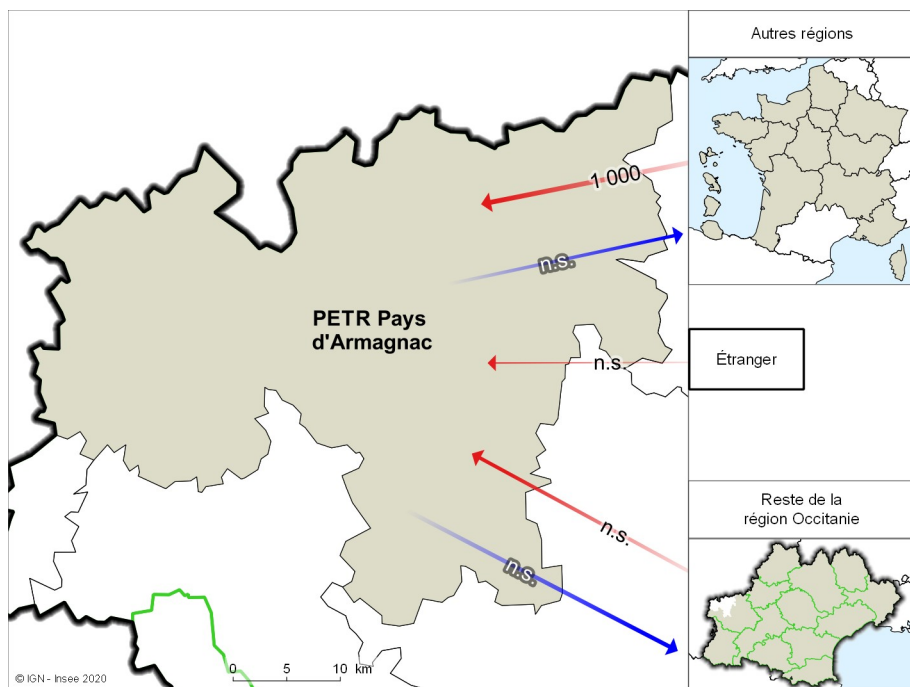 Autres régions
1 000
n.s.
PETR Pays
d'Armagnac
n.s.
Étranger
n.s.
n.s.
Reste de la
région Occitanie
0 5 10 km
© IGN - Insee 2020